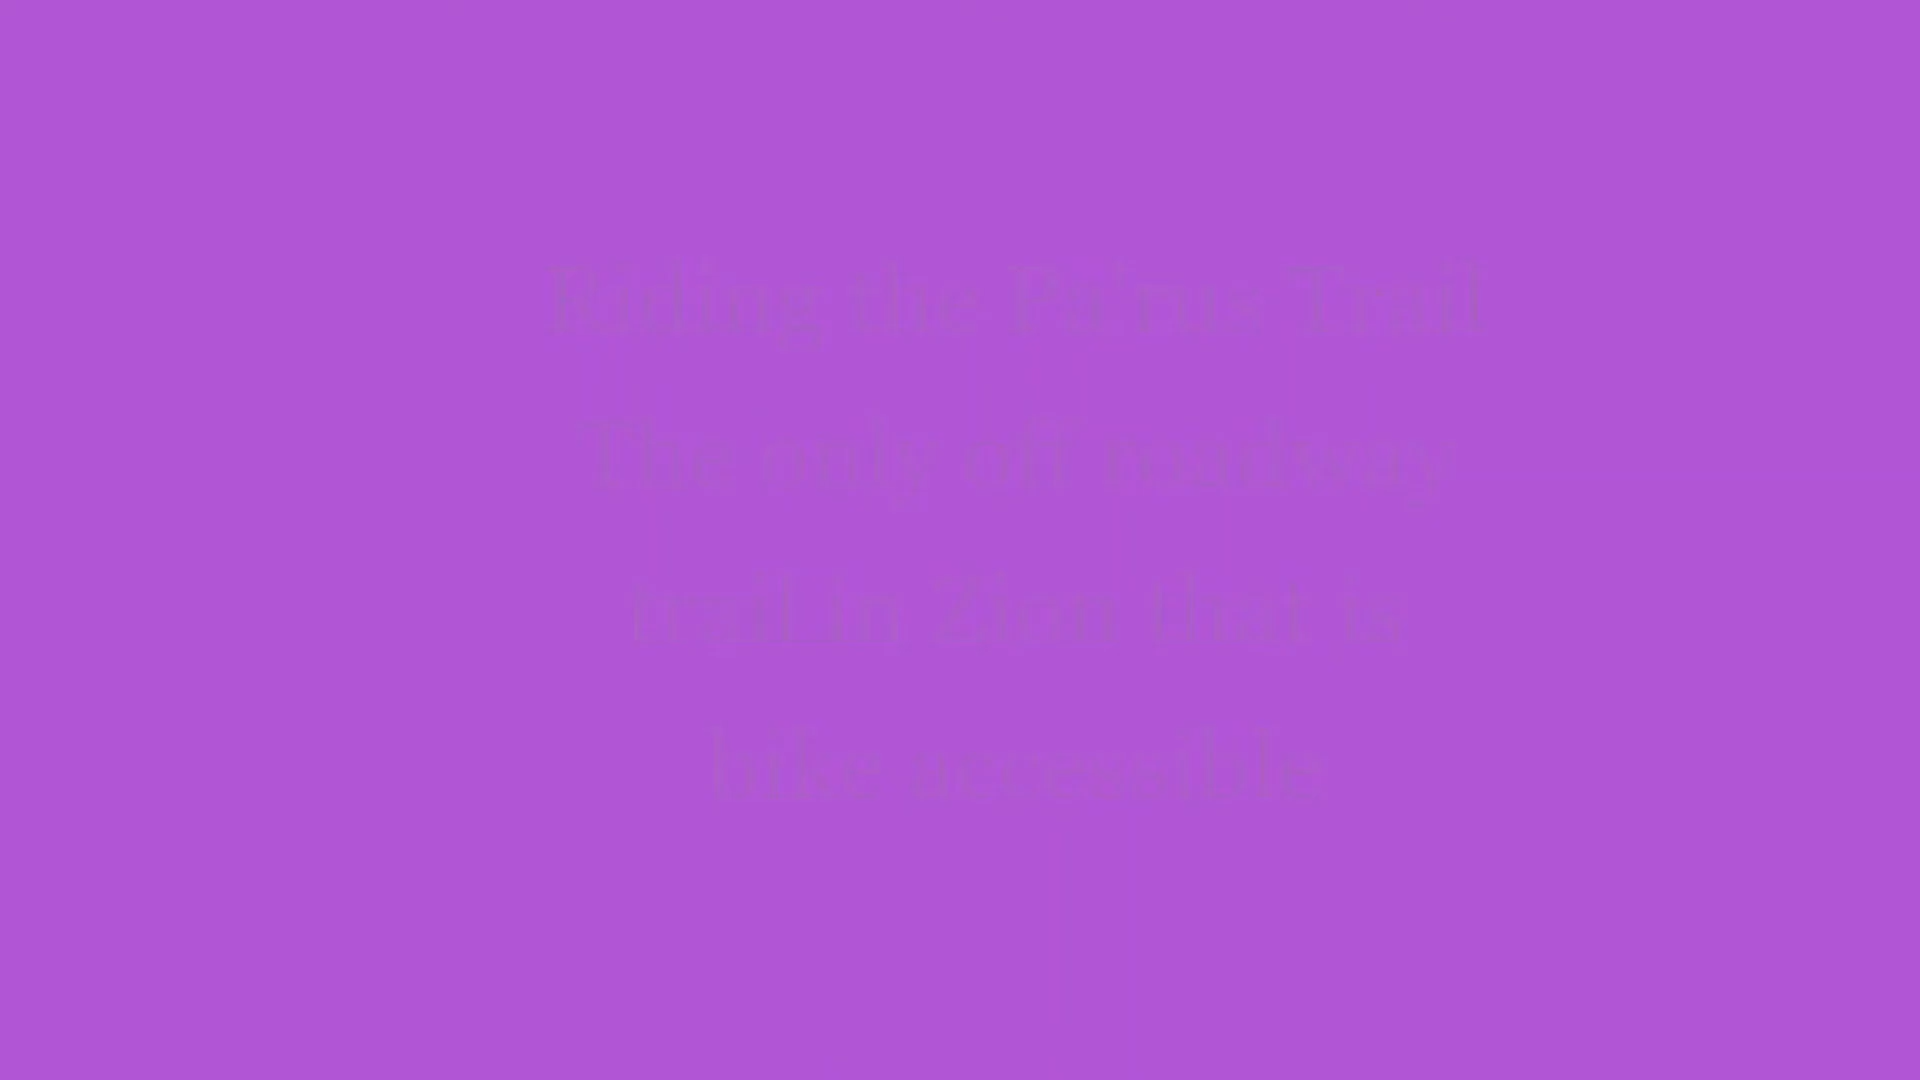 Riding the Pa'rus Trail
The only off roadway
trail in Zion that is
bike accessible